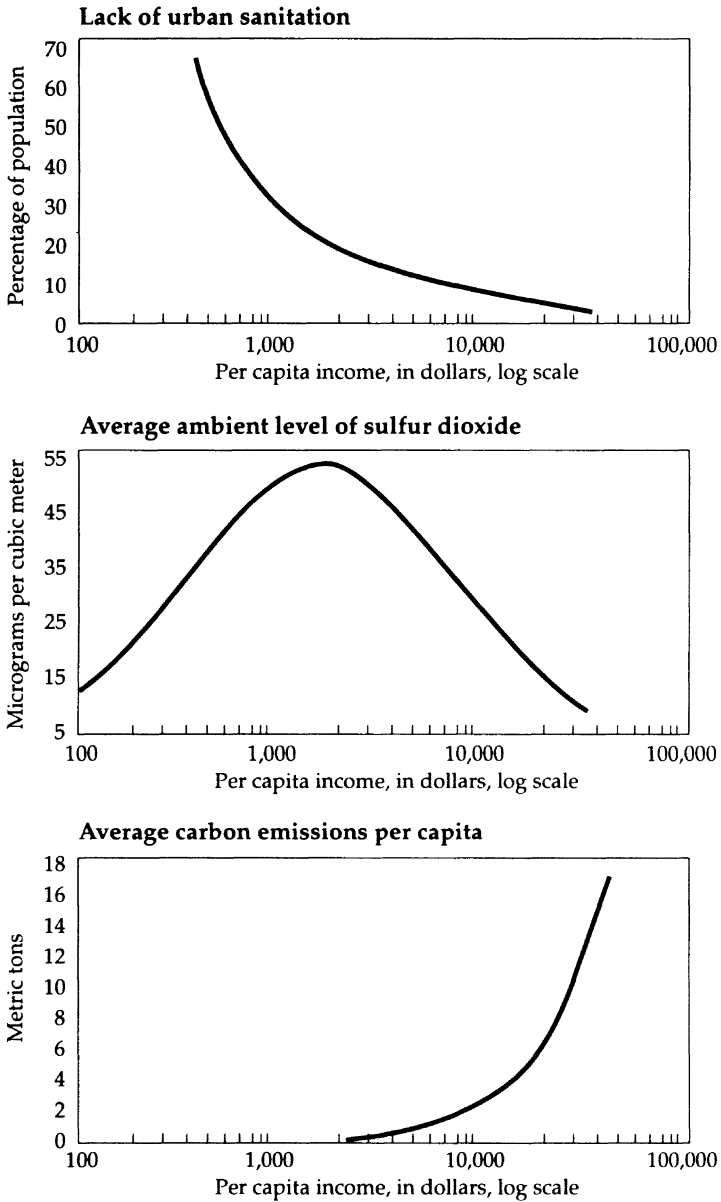 Lack of urban sanitation
Percentage of population
70
60
50
40
30
20
10
0
100 1,000 10,000 100,000
Per capita income, in dollars, log scale
Average ambient level of sulfur dioxide
Micrograms per cubic meter
55
45
35
25
15
5
100 1,000 10,000 100,000
Per capita income, in dollars, log scale
Average carbon emissions per capita
Metric tons
18
16
14
12
10
8
6
4
2
0
100 1,000 10,000 100,000
Per capita income, in dollars, log scale